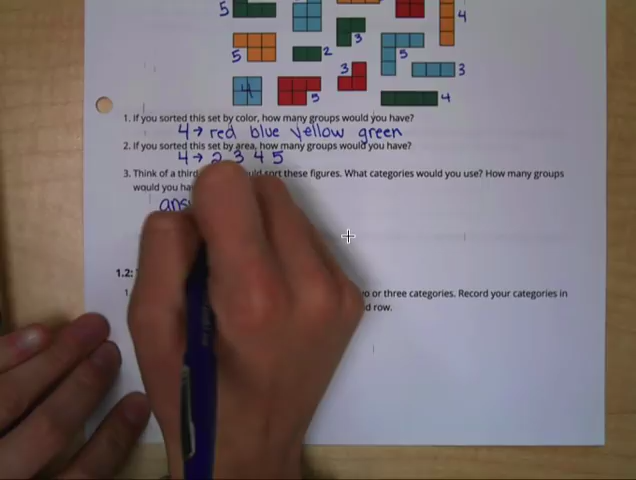 5
4
3
5
2
5
3
3
4
5
4
1. If you sorted this set by color, how many groups would you have?
4 → red blue yellow green
2. If you sorted this set by area, how many groups would you have?
4 → 2 3 4 5
3. Think of a third sort these figures. What categories would you use? How many groups
would you
1.2:
1 or three categories. Record your categories in
row.